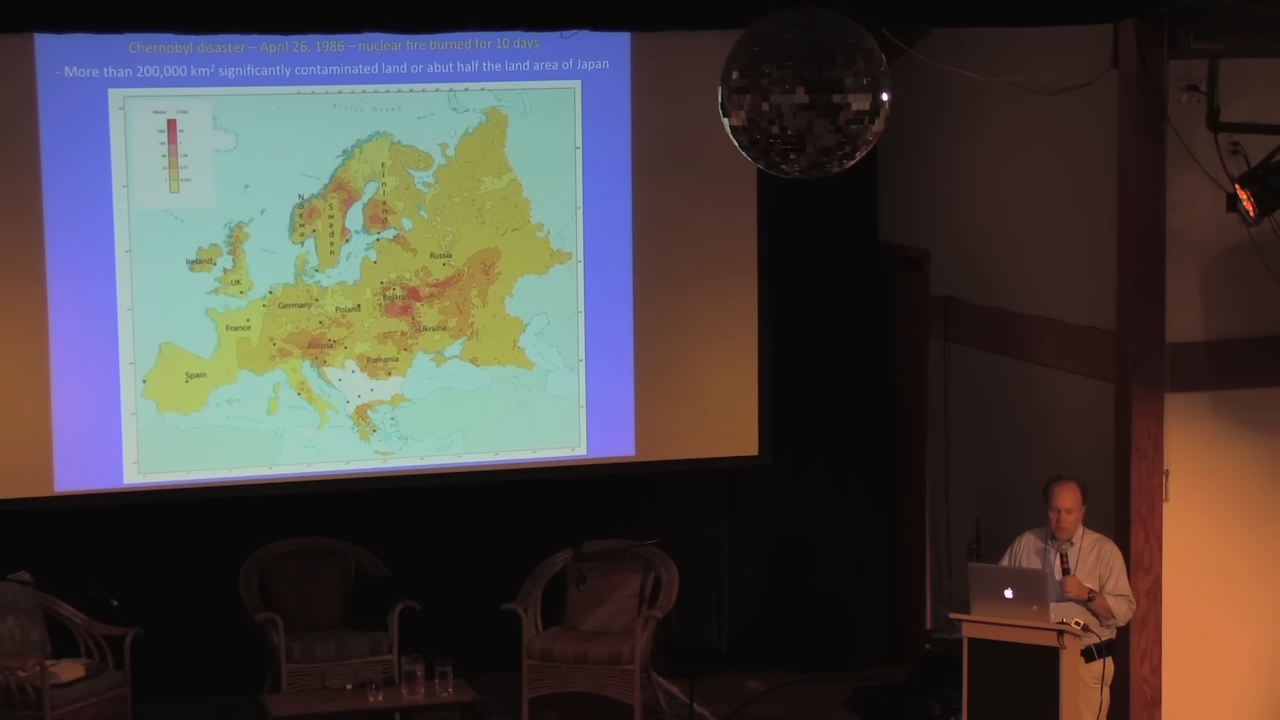 Chernobyl disaster – April 26, 1986 – nuclear fire burned for 10 days
- More than 200,000 km² significantly contaminated land or abut half the land area of Japan
Arctic Ocean
Finland
Sweden
Ireland
UK
Russia
Belarus
Germany
Poland
France
Ukraine
Austria
Romania
Spain